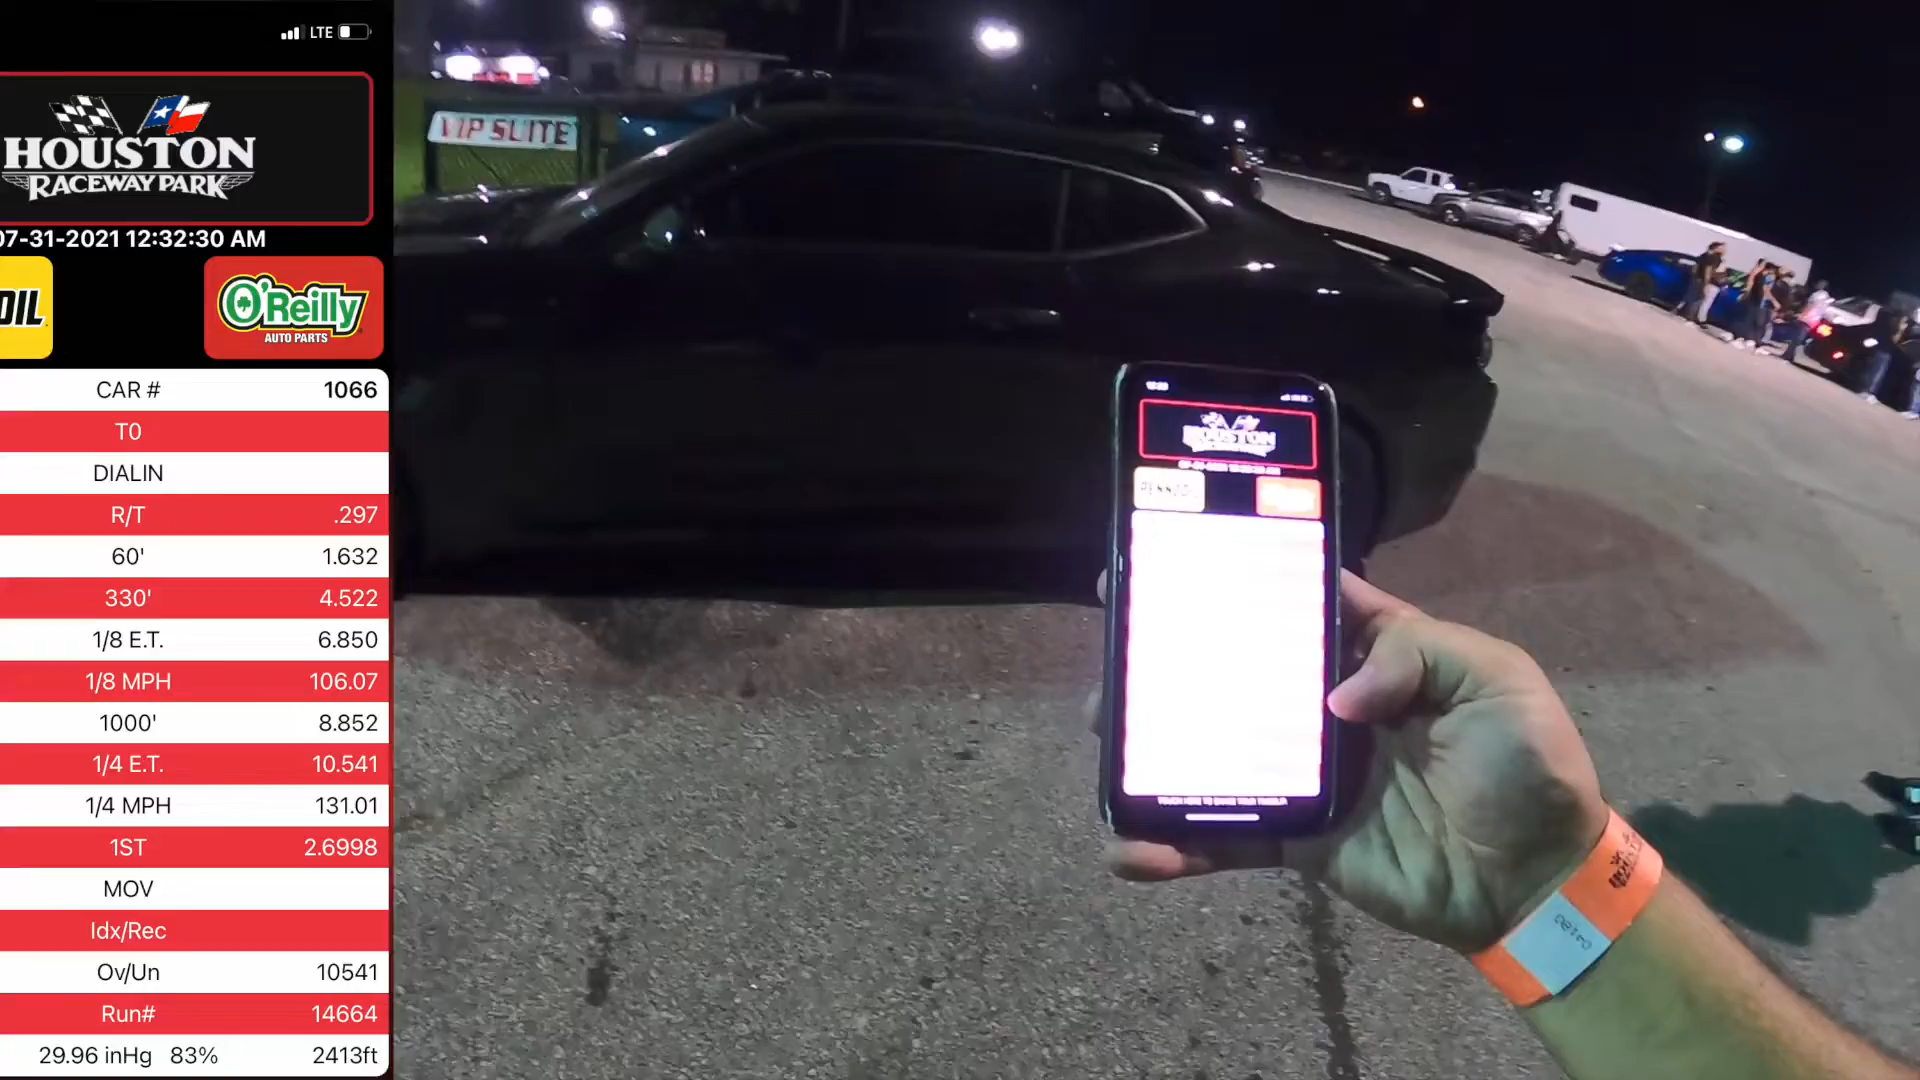 LTE
HOUSTON
RACEWAY PARK
07-31-2021 12:32:30 AM
OIL
O'Reilly
AUTO PARTS
CAR # 1066
T0
DIALIN
R/T .297
60' 1.632
330' 4.522
1/8 E.T. 6.850
1/8 MPH 106.07
1000' 8.852
1/4 E.T. 10.541
1/4 MPH 131.01
1ST 2.6998
MOV
Idx/Rec
Ov/Un 10541
Run# 14664
29.96 inHg 83% 2413ft
VIP SUITE
HOUSTON
PENNZOIL